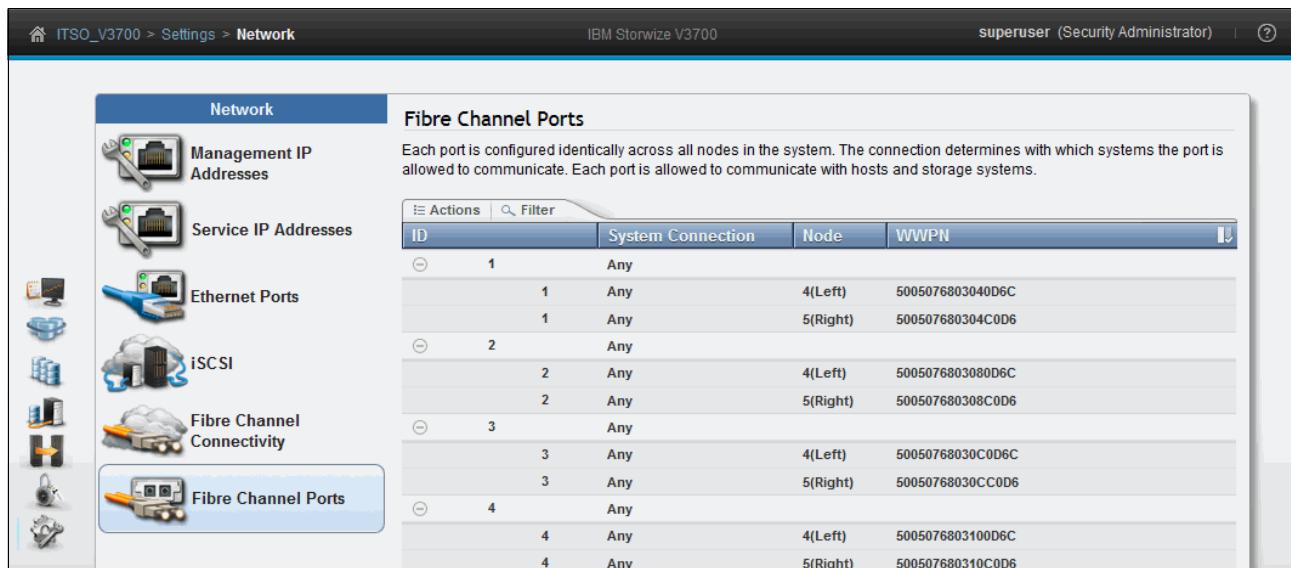 ITSO_V3700 > Settings > Network
IBM Storwize V3700
superuser (Security Administrator) | ?
Network
Management IP
Addresses
Service IP Addresses
Ethernet Ports
iSCSI
Fibre Channel
Connectivity
Fibre Channel Ports
Fibre Channel Ports
Each port is configured identically across all nodes in the system. The connection determines with which systems the port is
allowed to communicate. Each port is allowed to communicate with hosts and storage systems.
Actions Filter
ID System Connection Node WWPN
1 Any
1 Any 4(Left) 5005076803040D6C
1 Any 5(Right) 500507680304C0D6
2 Any
2 Any 4(Left) 5005076803080D6C
2 Any 5(Right) 500507680308C0D6
3 Any
3 Any 4(Left) 50050768030C0D6C
3 Any 5(Right) 50050768030CC0D6
4 Any
4 Any 4(Left) 5005076803100D6C
4 Any 5(Right) 500507680310C0D6